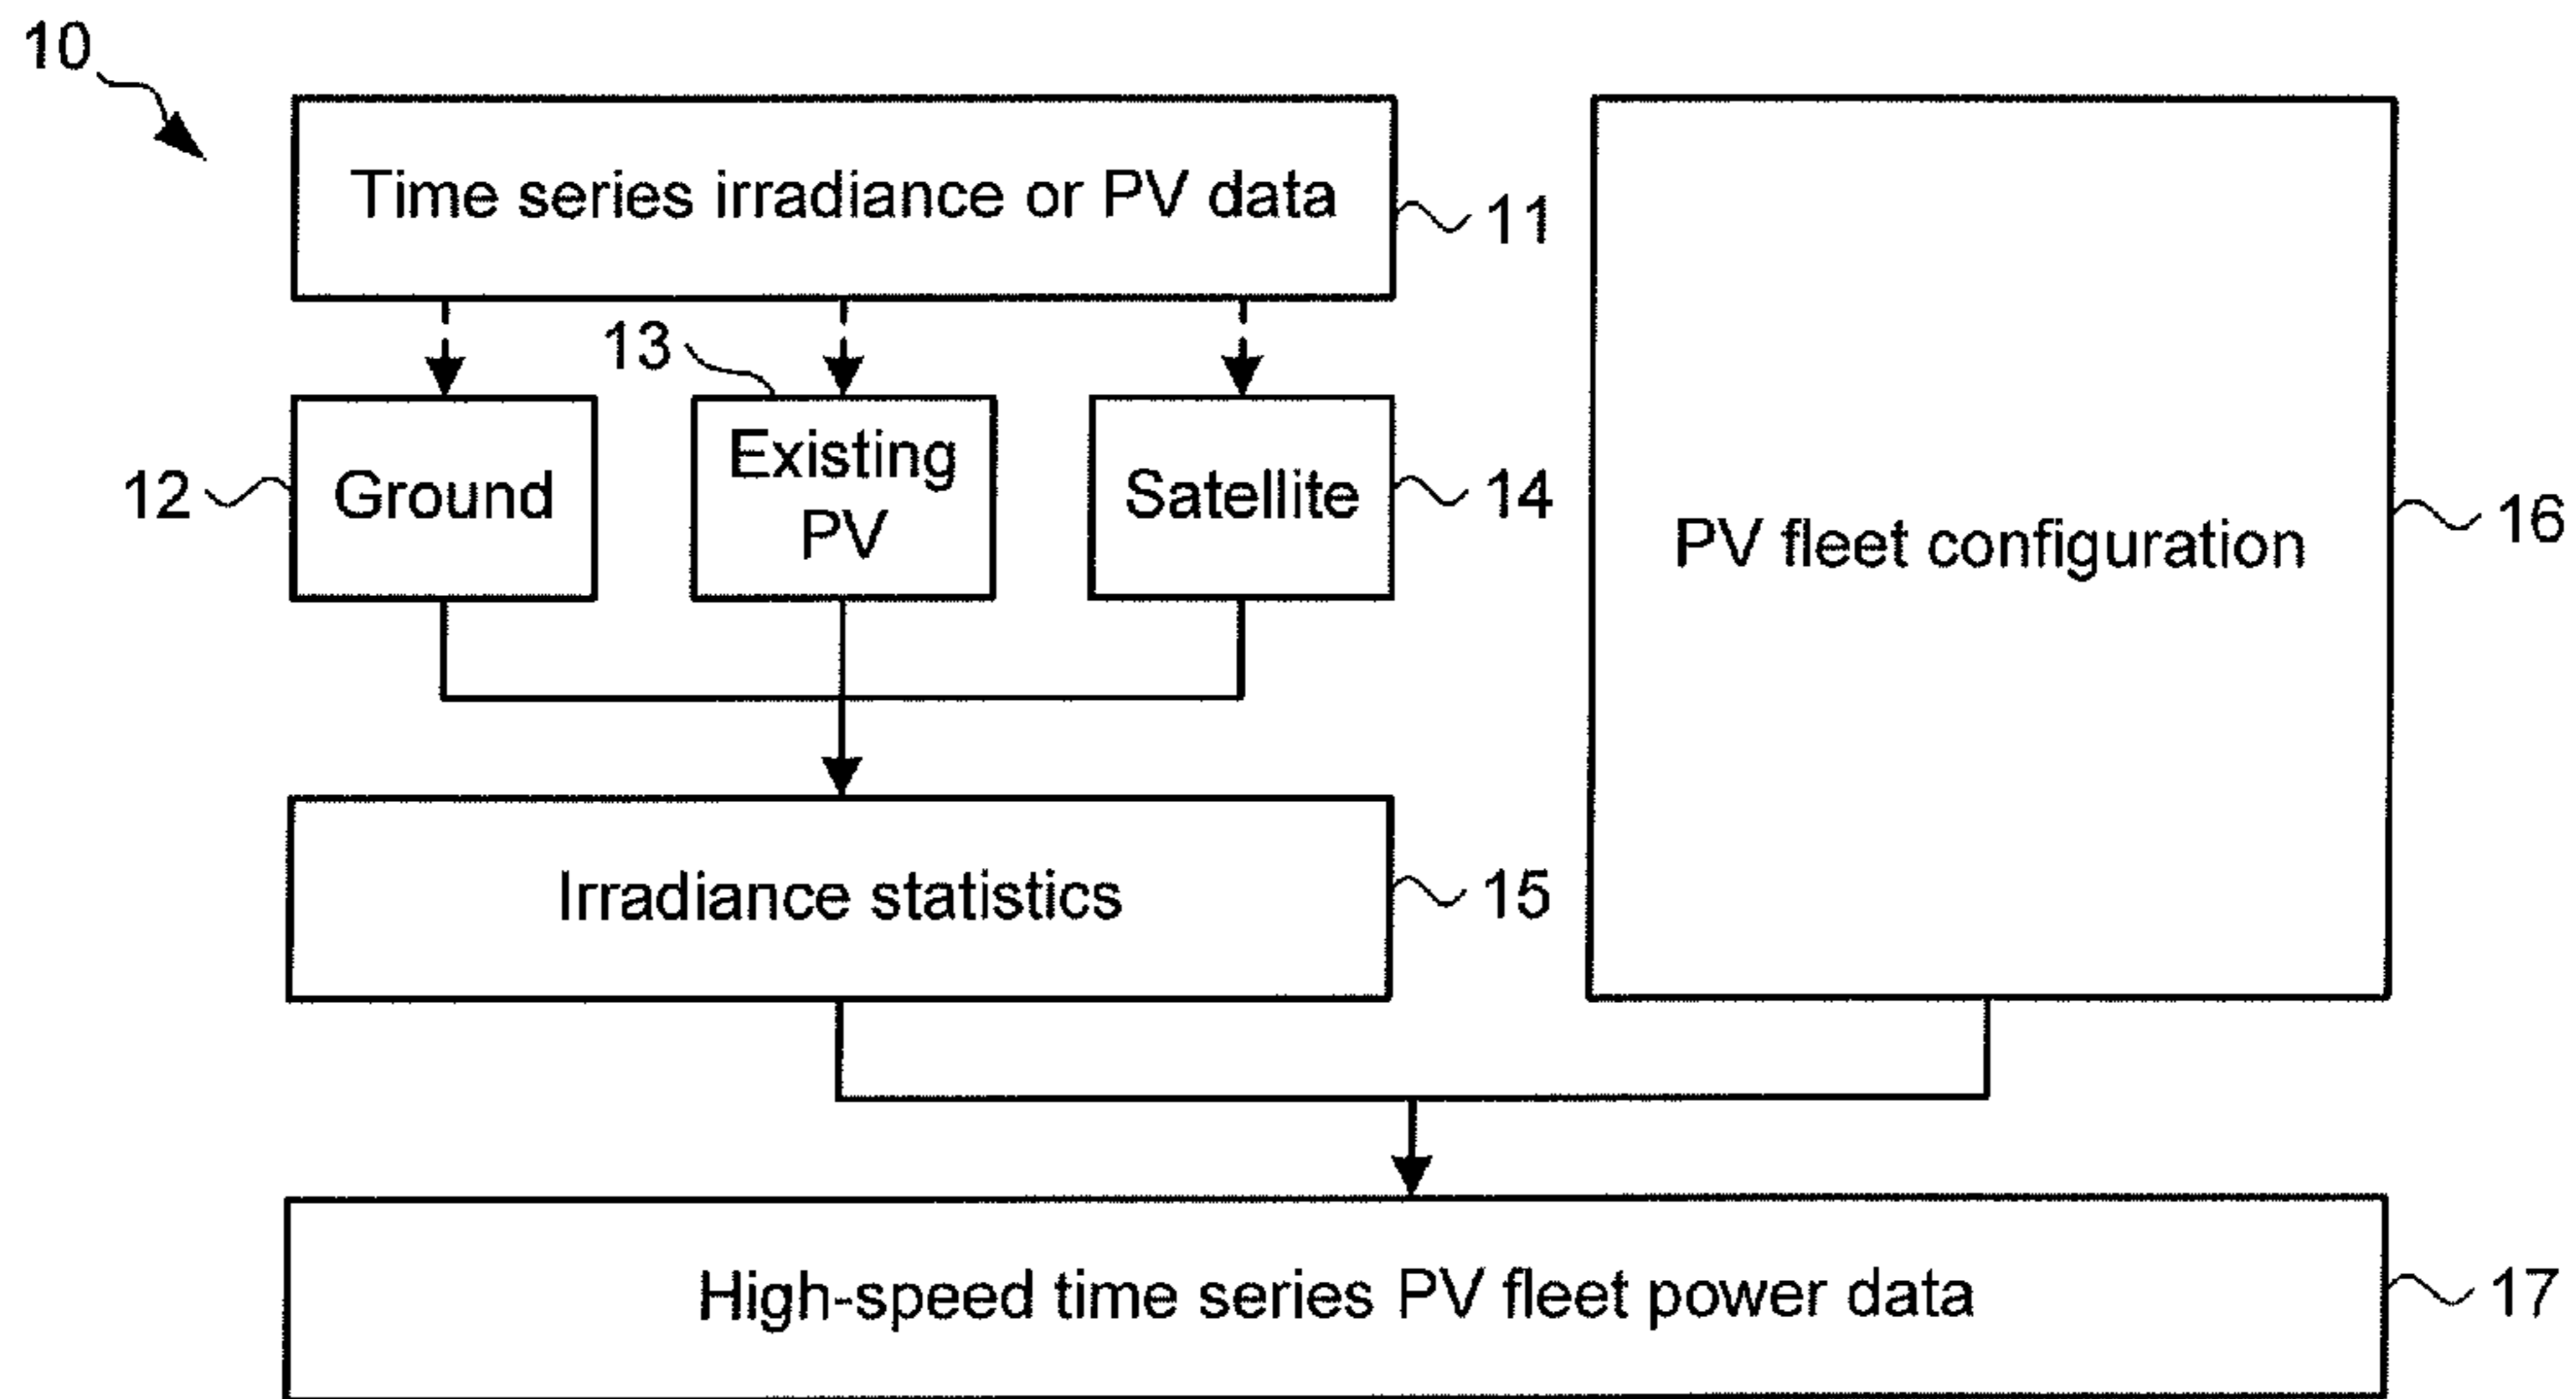 10
Time series irradiance or PV data
11
13
12
Ground
Existing
PV
Satellite
14
PV fleet configuration
16
Irradiance statistics
15
High-speed time series PV fleet power data
17